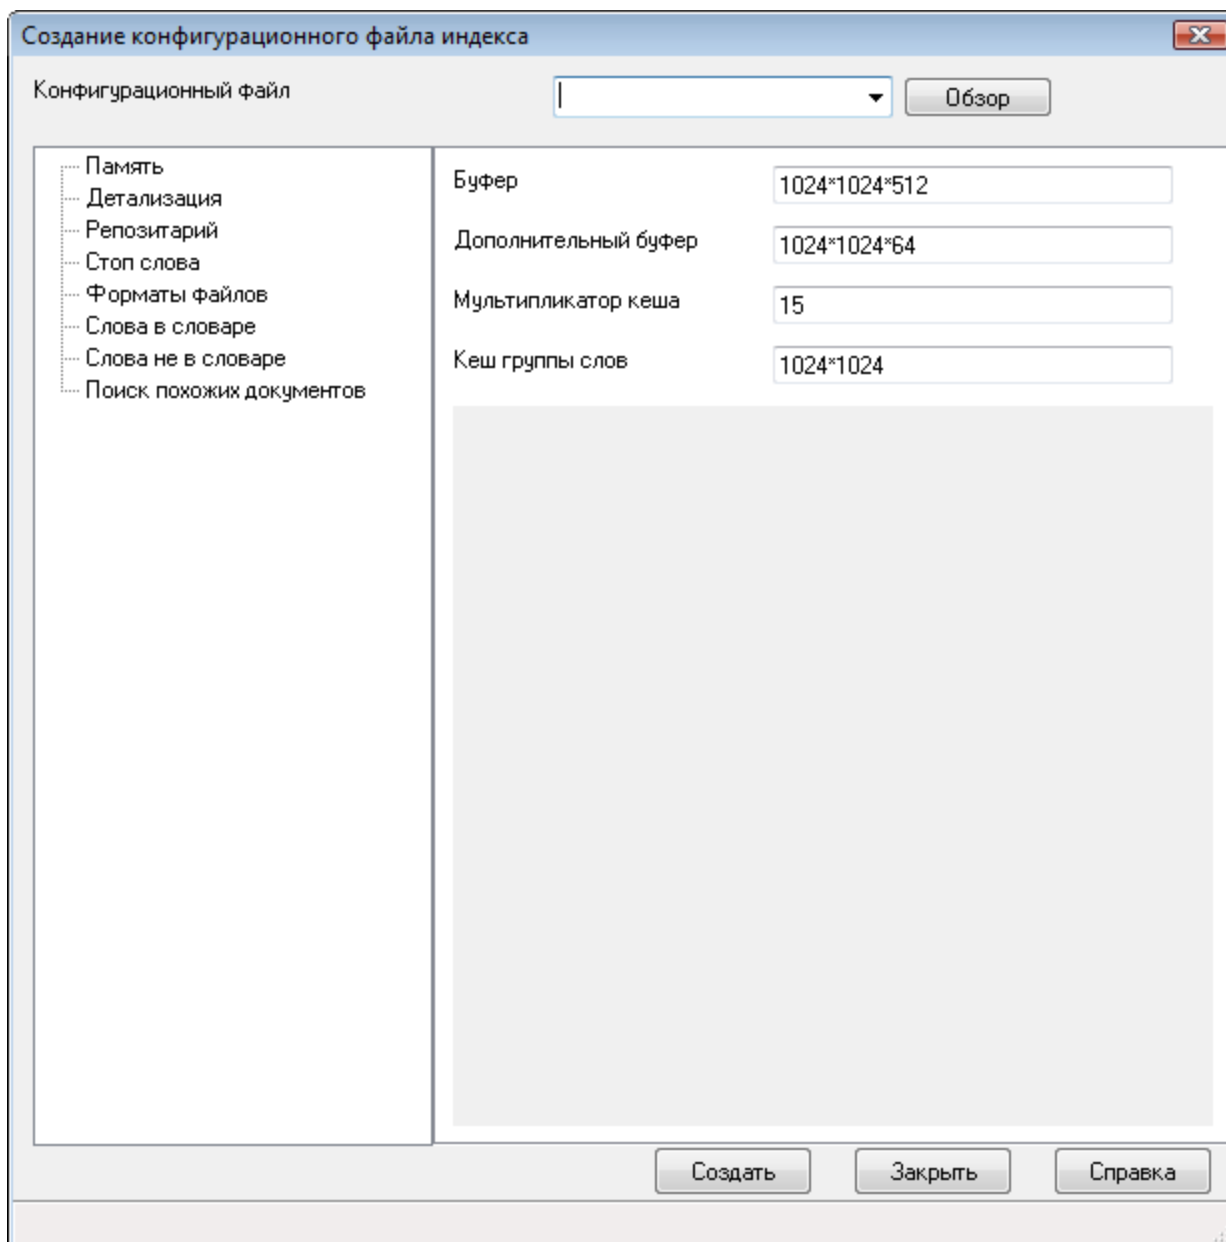 Создание конфигурационного файла индекса
Конфигурационный файл
Обзор
Память
Детализация
Репозитарий
Стоп слова
Форматы файлов
Слова в словаре
Слова не в словаре
Поиск похожих документов
Буфер 1024*1024*512
Дополнительный буфер 1024*1024*64
Мультипликатор кеша 15
Кеш группы слов 1024*1024
Создать Закрыть Справка